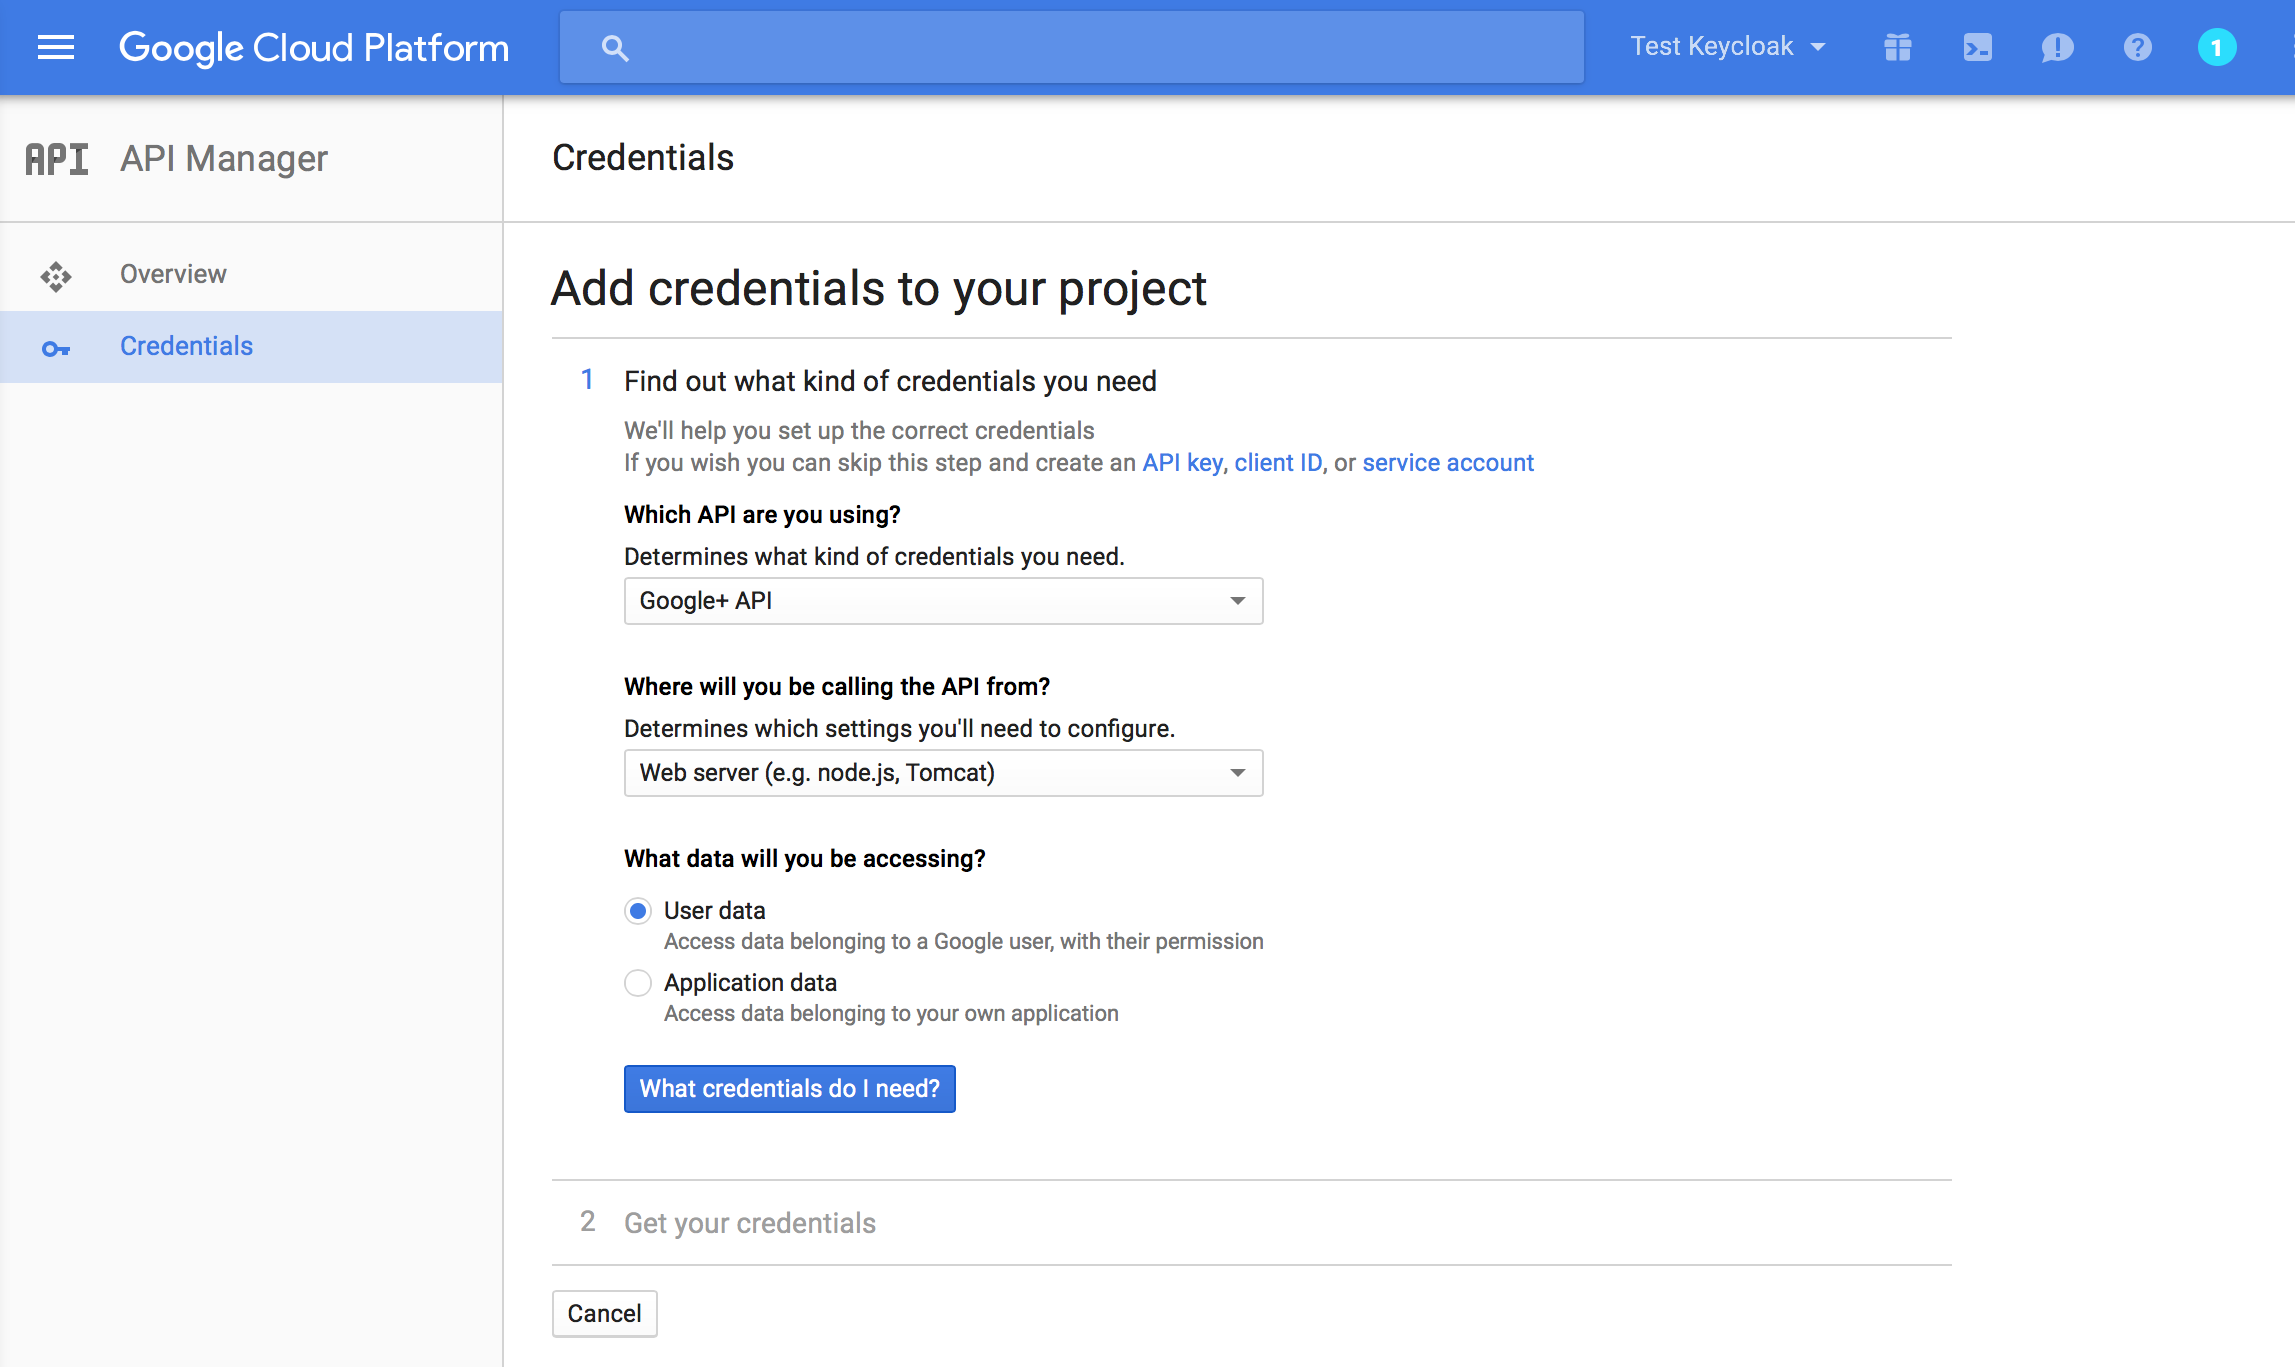 Google Cloud Platform
Test Keycloak
1
API
API Manager
Credentials
Overview
Credentials
Add credentials to your project
1 Find out what kind of credentials you need
We'll help you set up the correct credentials
If you wish you can skip this step and create an API key, client ID, or service account
Which API are you using?
Determines what kind of credentials you need.
Google+ API
Where will you be calling the API from?
Determines which settings you'll need to configure.
Web server (e.g. node.js, Tomcat)
What data will you be accessing?
User data
Access data belonging to a Google user, with their permission
Application data
Access data belonging to your own application
What credentials do I need?
2 Get your credentials
Cancel